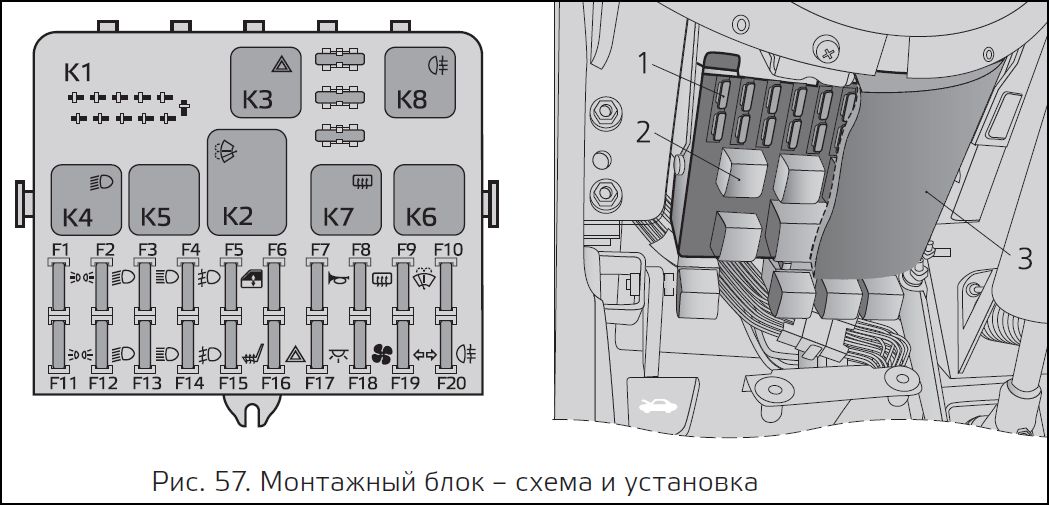 K1
K3
K8
K4
K5
K2
K7
K6
F1 F2 F3 F4 F5 F6 F7 F8 F9 F10
F11 F12 F13 F14 F15 F16 F17 F18 F19 F20
1
2
3
Рис. 57. Монтажный блок – схема и установка